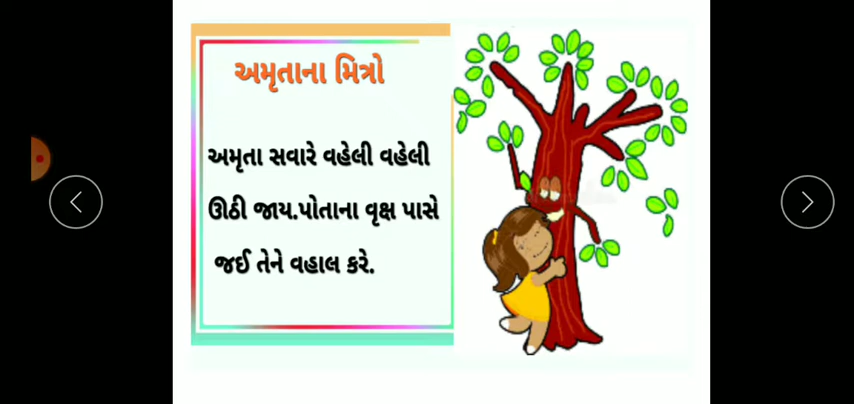 અમૃતાના મિત્રો
અમૃતા સવારે વહેલી વહેલી
ઊઠી જાય.પોતાના વૃક્ષ પાસે
જઈ તેને વહાલ કરે.